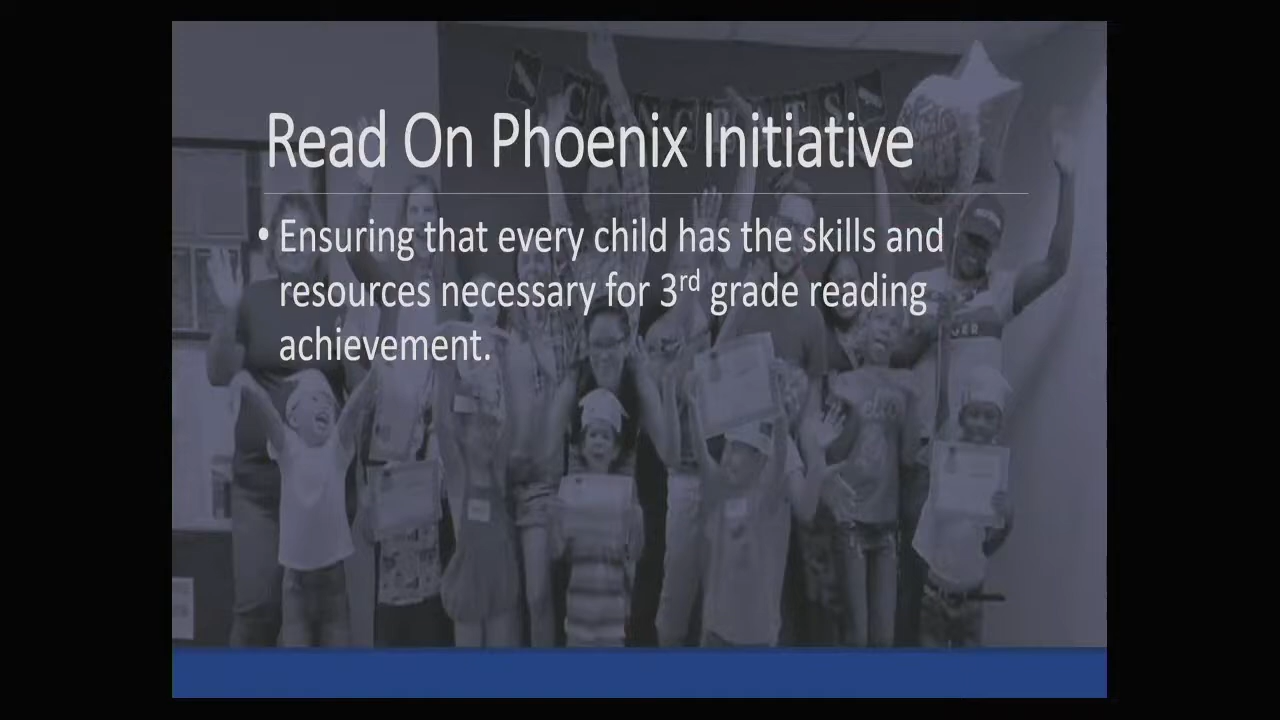 CONGRATS
Read On Phoenix Initiative
• Ensuring that every child has the skills and
resources necessary for 3rd grade reading
achievement.